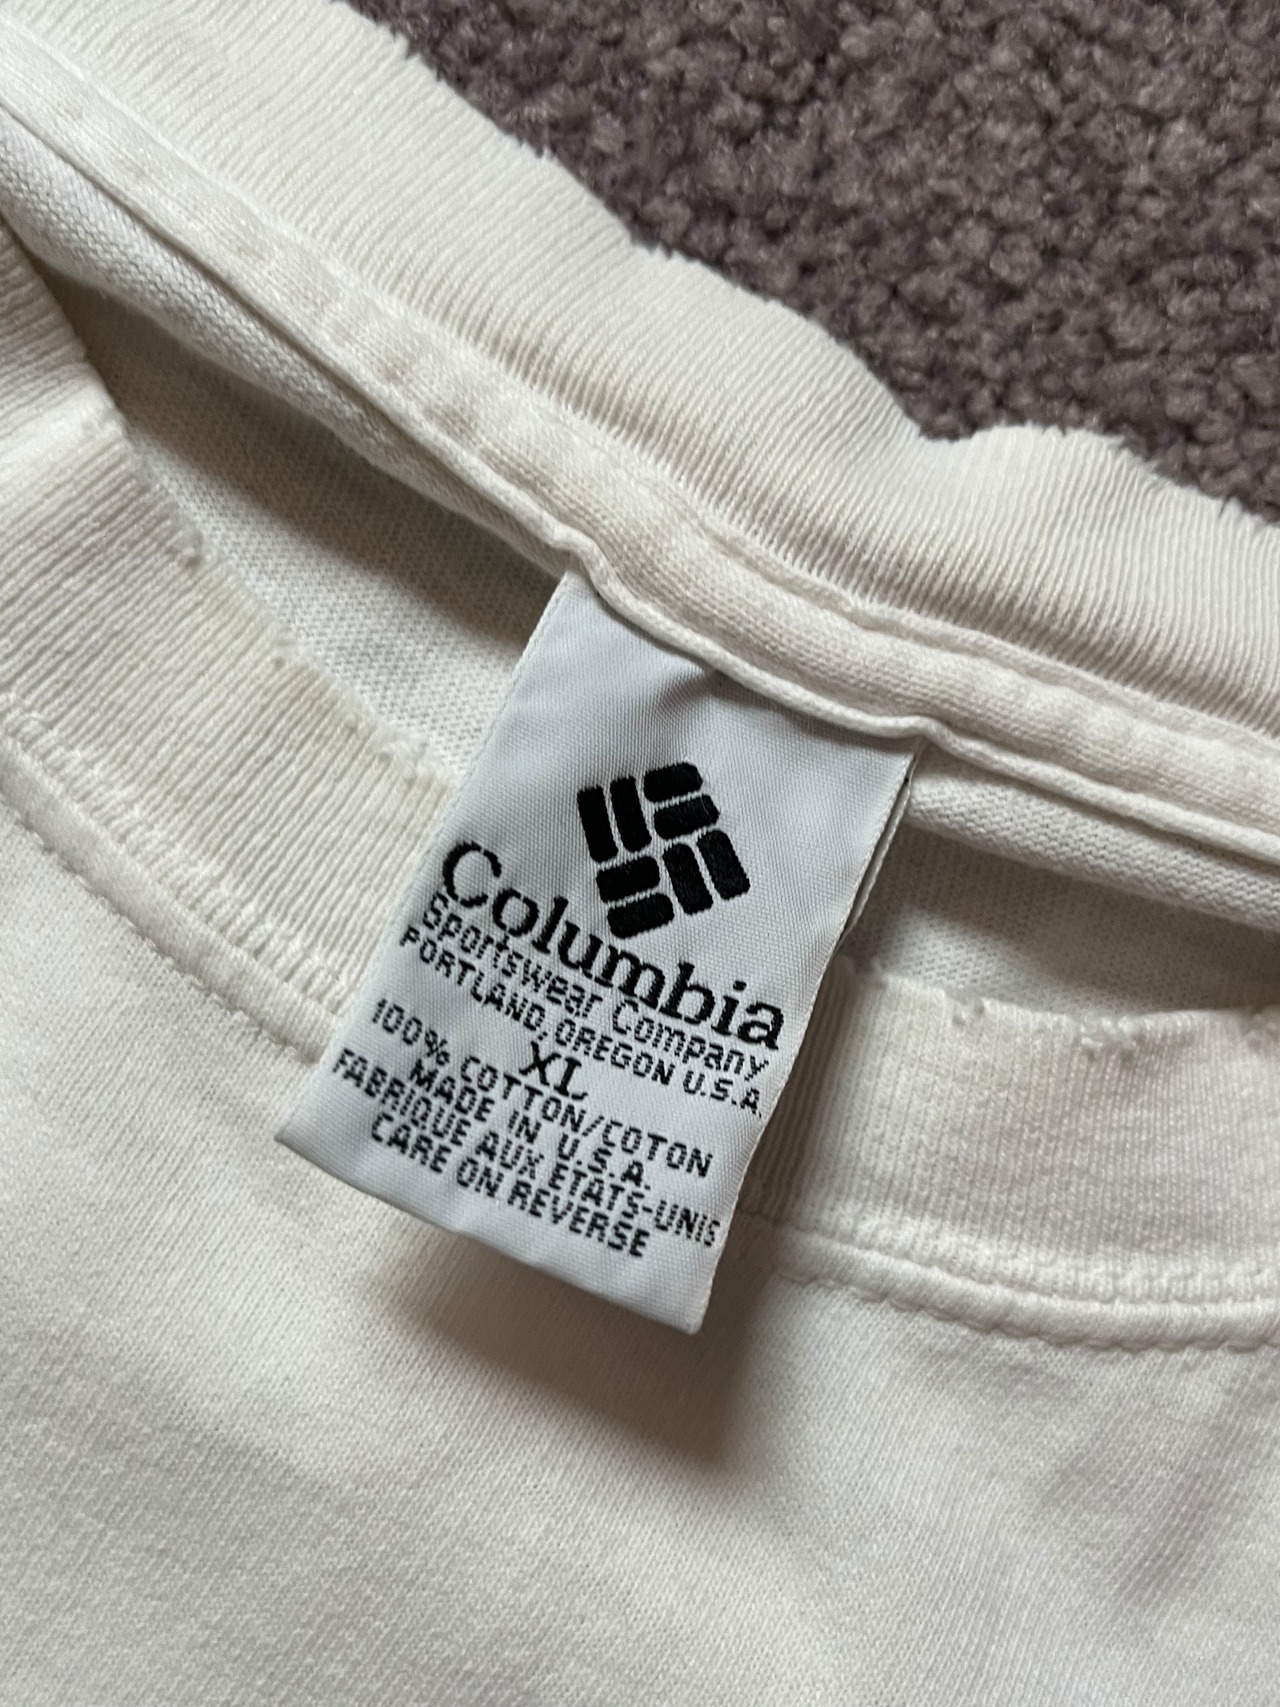 Columbia
Sportswear Company
PORTLAND, OREGON U.S.A.
XL
100% COTTON/COTON
MADE IN U.S.A.
FABRIQUE AUX ETATS-UNIS
CARE ON REVERSE